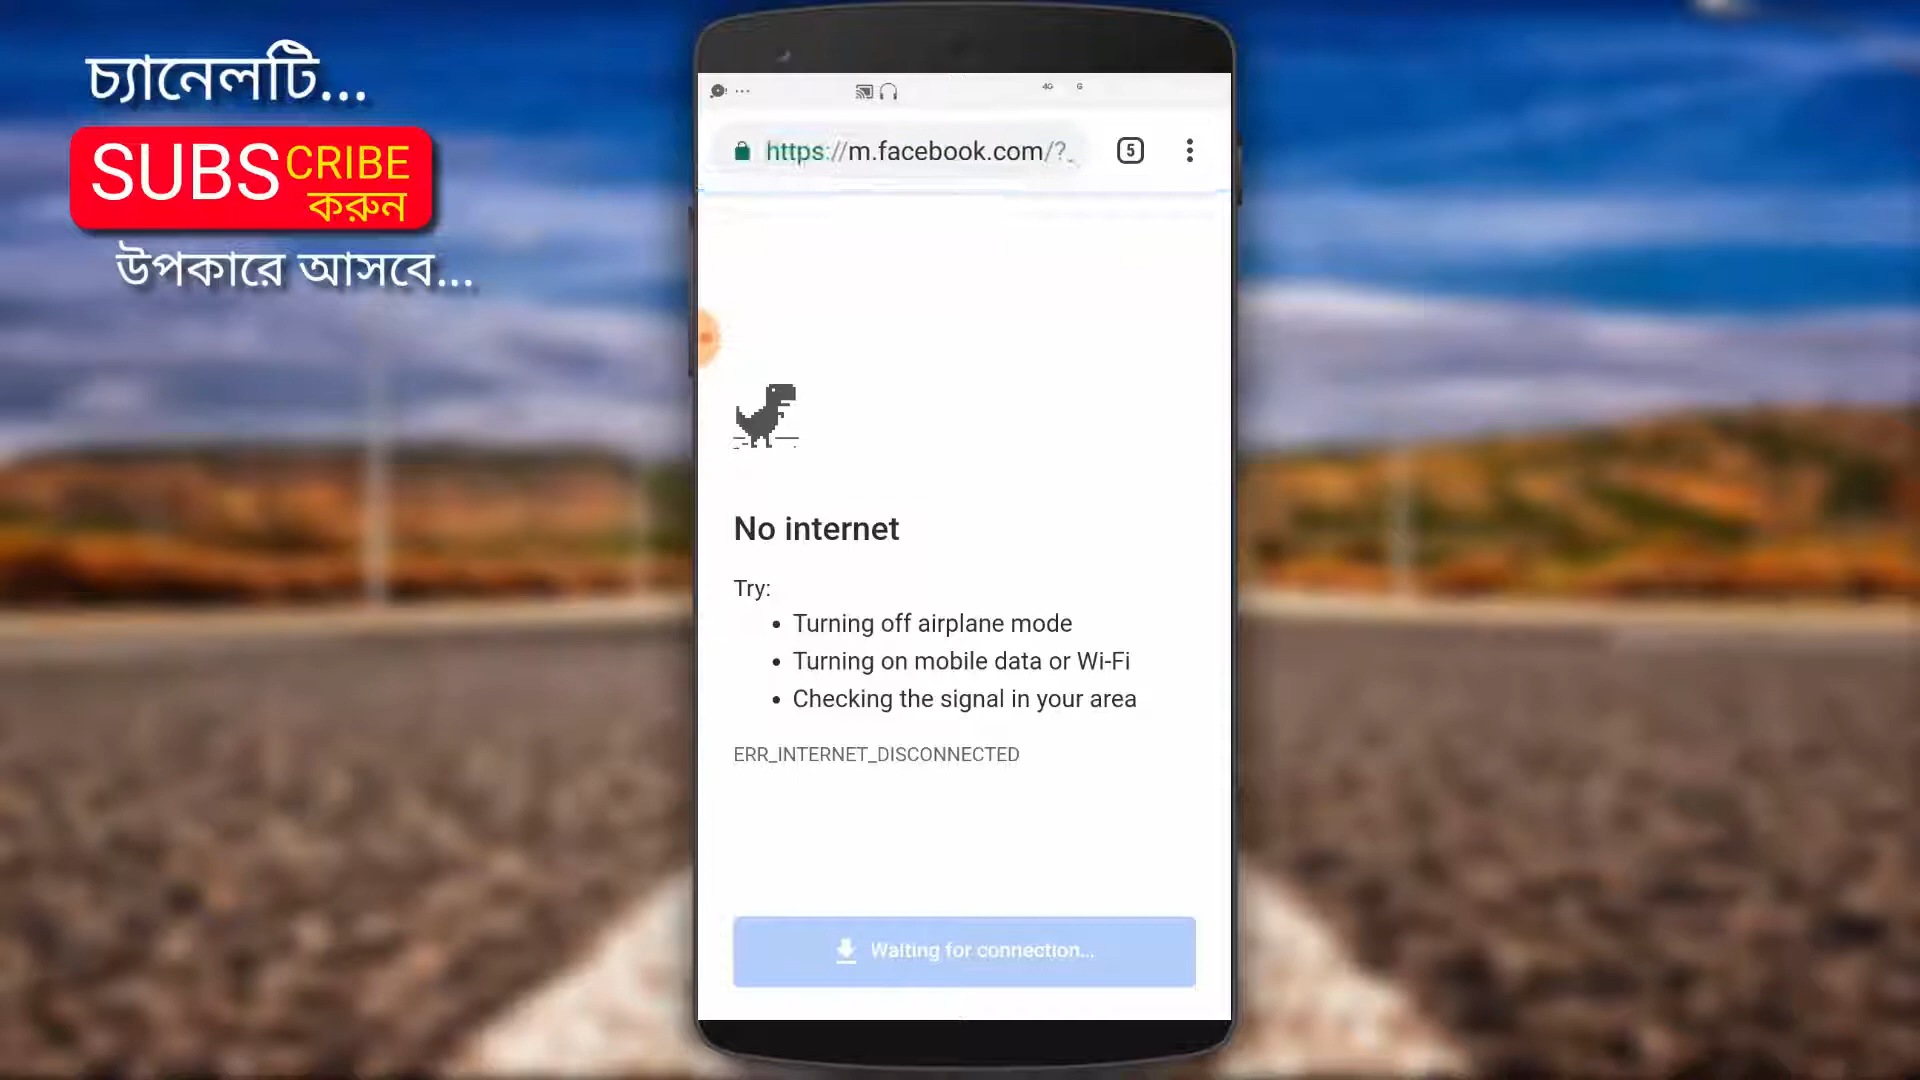 চ্যানেলটি...
SUBSCRIBE
করুন
উপকারে আসবে...
4G G
https://m.facebook.com/?_
5
No internet
Try:
• Turning off airplane mode
• Turning on mobile data or Wi-Fi
• Checking the signal in your area
ERR_INTERNET_DISCONNECTED
Waiting for connection...